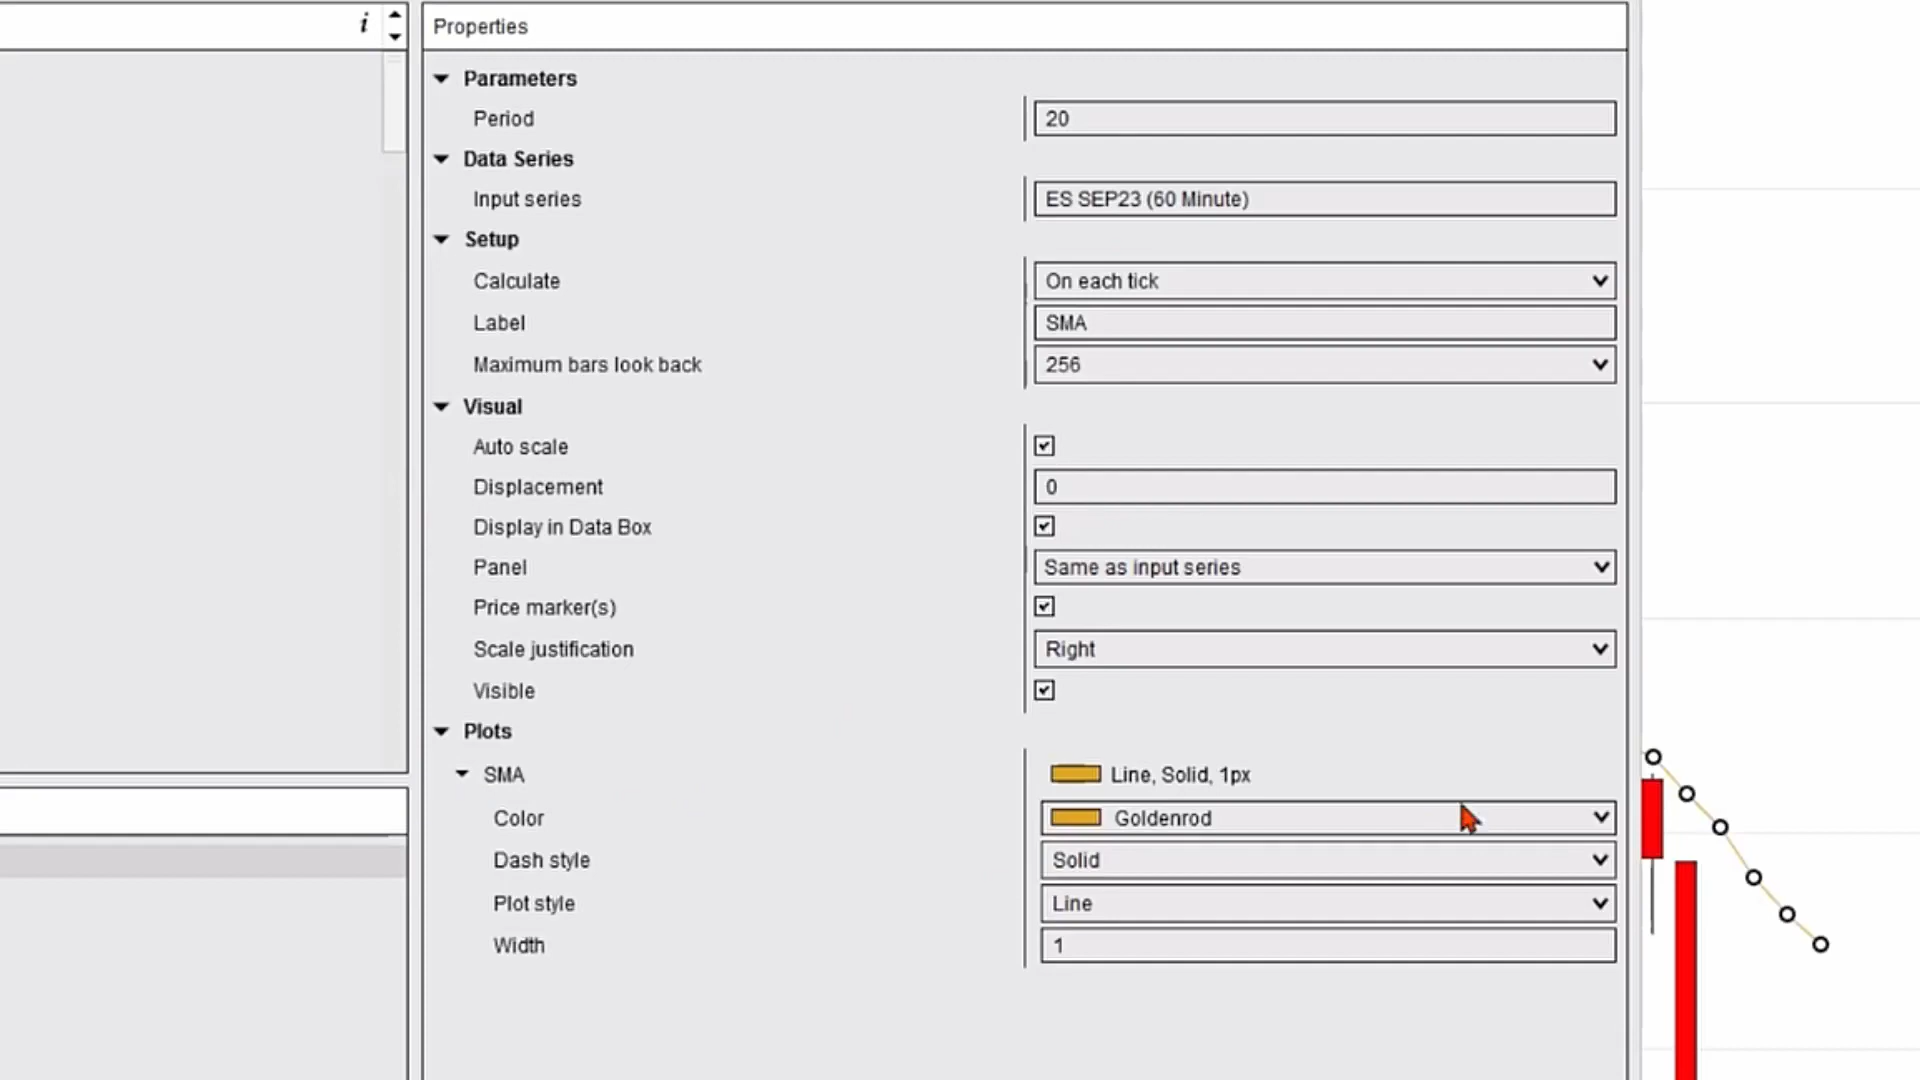 i
Properties
Parameters
Period 20
Data Series
Input series ES SEP23 (60 Minute)
Setup
Calculate On each tick
Label SMA
Maximum bars look back 256
Visual
Auto scale
Displacement 0
Display in Data Box
Panel Same as input series
Price marker(s)
Scale justification Right
Visible
Plots
SMA Line, Solid, 1px
Color Goldenrod
Dash style Solid
Plot style Line
Width 1